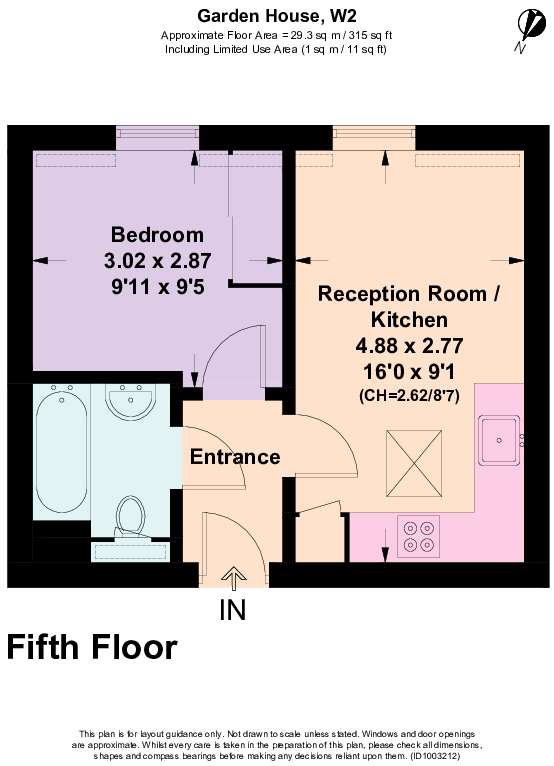 Garden House, W2
Approximate Floor Area = 29.3 sq m / 315 sq ft
Including Limited Use Area (1 sq m / 11 sq ft)
N
Bedroom
3.02 x 2.87
9'11 x 9'5
Reception Room /
Kitchen
4.88 x 2.77
16'0 x 9'1
(CH=2.62/8'7)
Entrance
IN
Fifth Floor
This plan is for layout guidance only. Not drawn to scale unless stated. Windows and door openings
are approximate. Whilst every care is taken in the preparation of this plan, please check all dimensions,
shapes and compass bearings before making any decisions reliant upon them. (ID1003212)